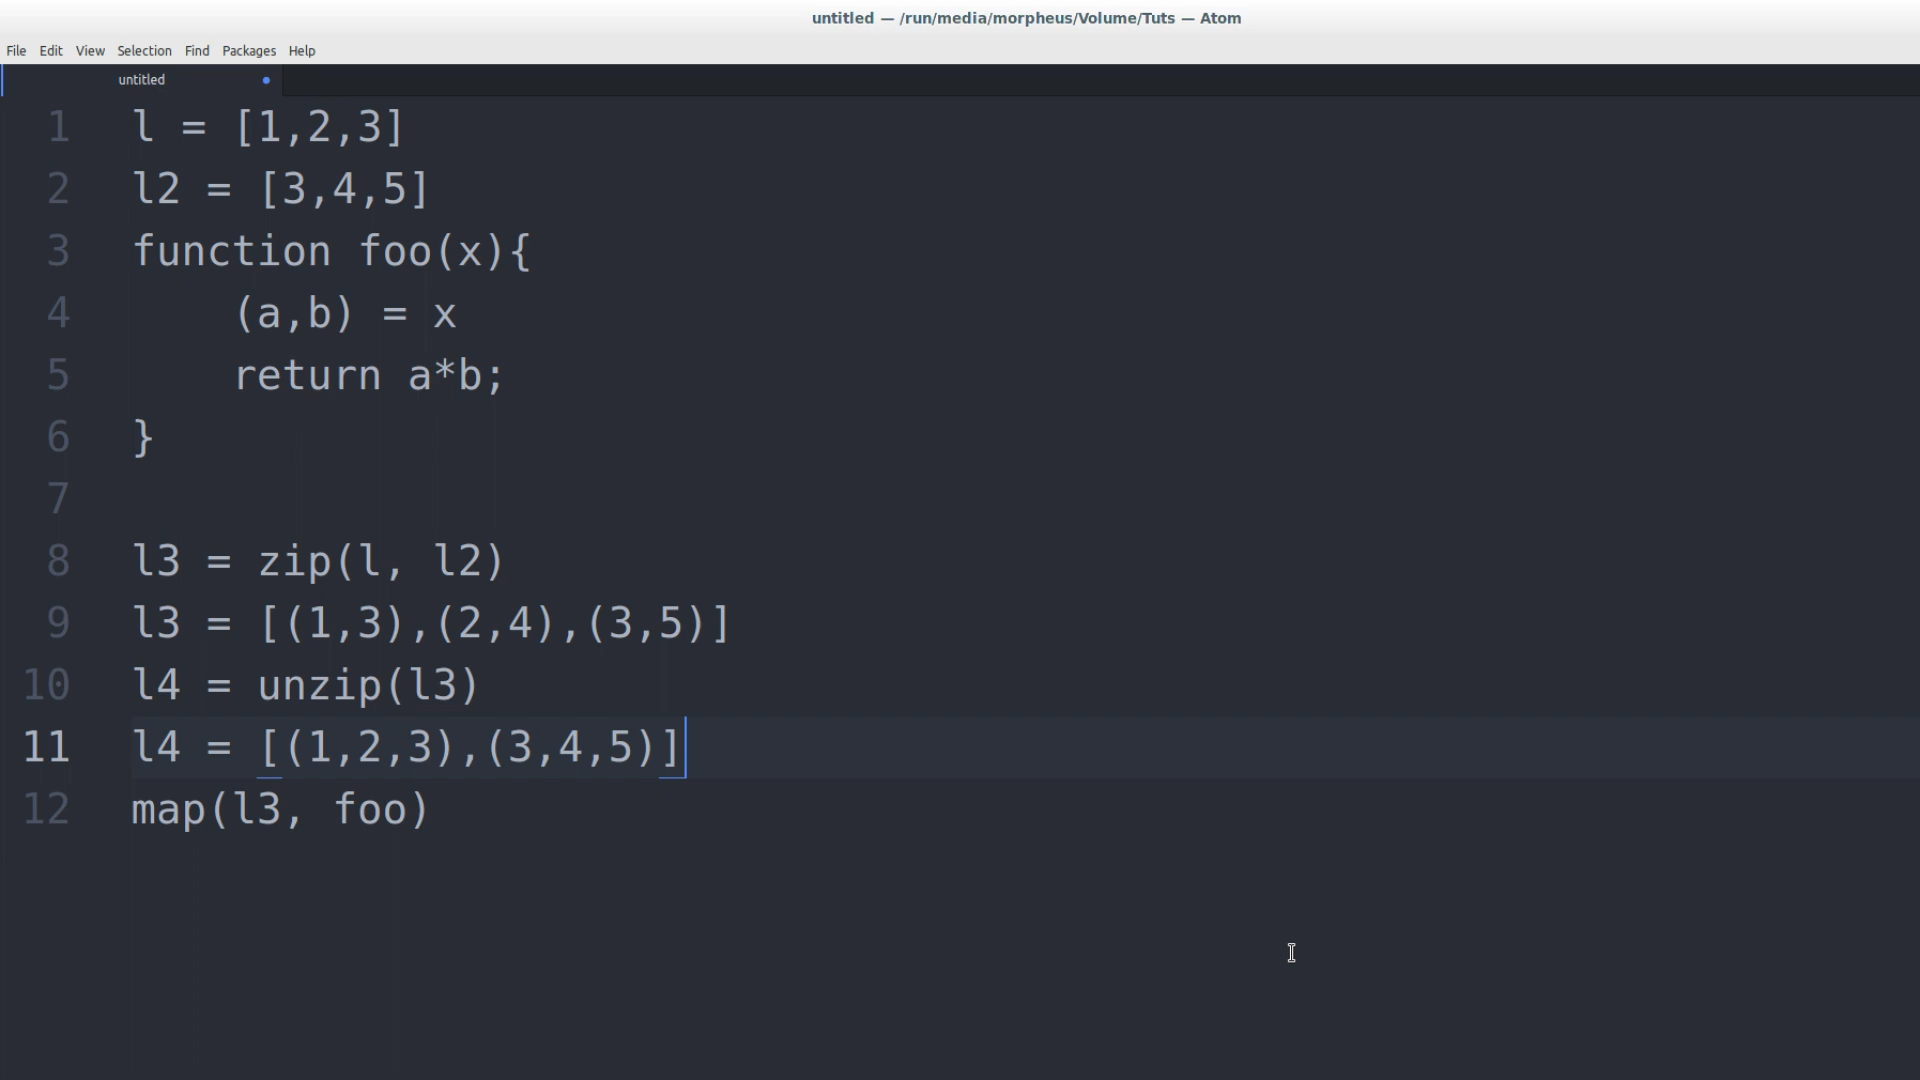 untitled — /run/media/morpheus/Volume/Tuts — Atom
File Edit View Selection Find Packages Help
untitled
1 l = [1,2,3]
2 l2 = [3,4,5]
3 function foo(x){
4     (a,b) = x
5     return a*b;
6 }
7
8 l3 = zip(l, l2)
9 l3 = [(1,3),(2,4),(3,5)]
10 l4 = unzip(l3)
11 l4 = [(1,2,3),(3,4,5)]
12 map(l3, foo)